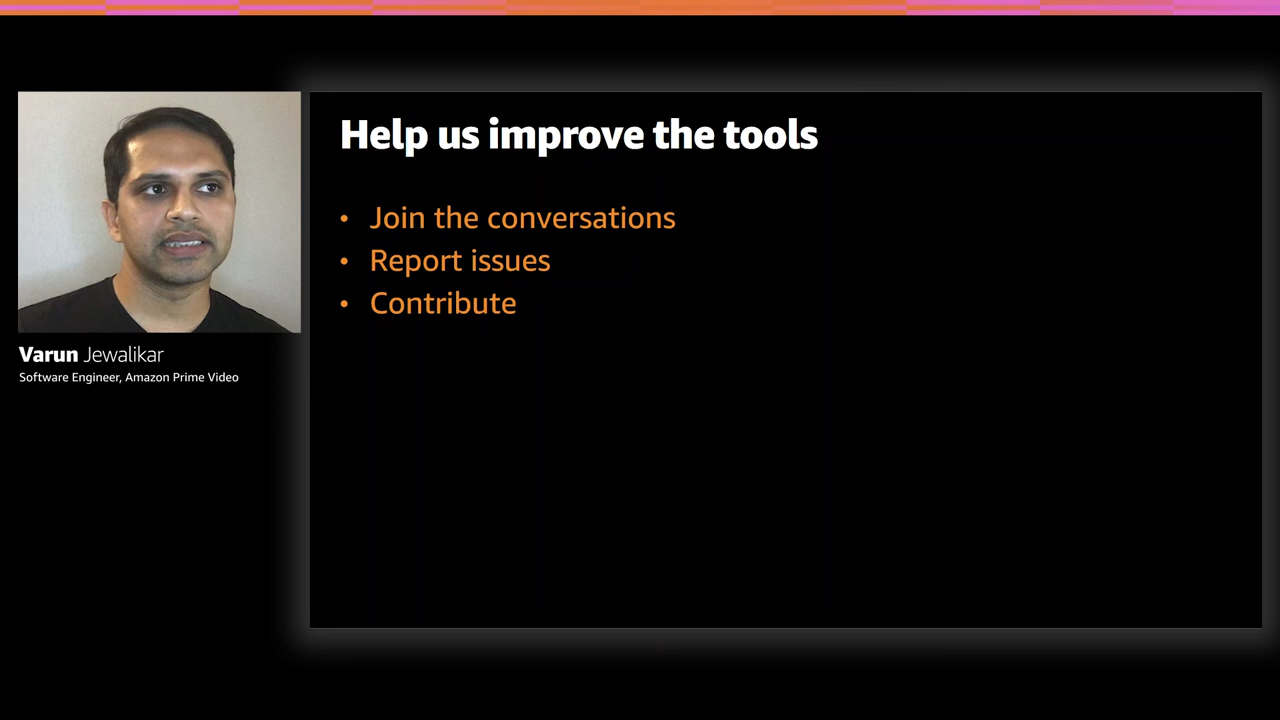 Help us improve the tools
• Join the conversations
• Report issues
• Contribute
Varun Jewalikar
Software Engineer, Amazon Prime Video